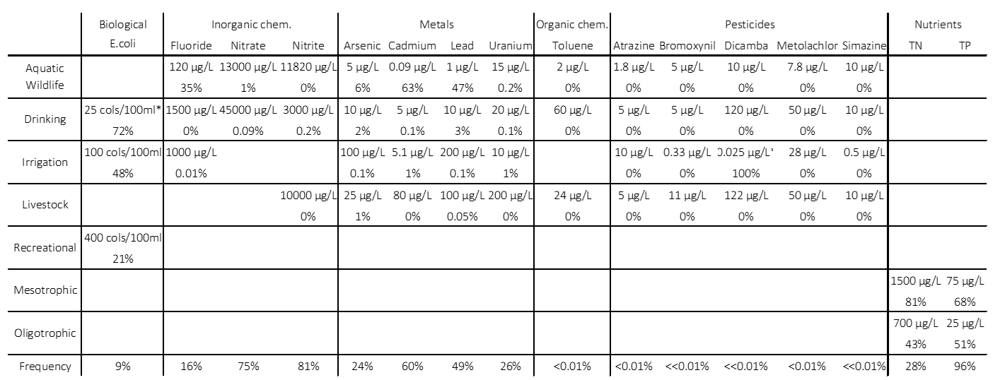 Biological Inorganic chem. Metals Organic chem. Pesticides Nutrients
E.coli Fluoride Nitrate Nitrite Arsenic Cadmium Lead Uranium Toluene Atrazine Bromoxynil Dicamba Metolachlor Simazine TN TP
Aquatic Wildlife 120 µg/L 13000 µg/L 11820 µg/L 5 µg/L 0.09 µg/L 1 µg/L 15 µg/L 2 µg/L 1.8 µg/L 5 µg/L 10 µg/L 7.8 µg/L 10 µg/L
35% 1% 0% 6% 63% 47% 0.2% 0% 0% 0% 0% 0% 0%
Drinking 25 cols/100ml* 1500 µg/L 45000 µg/L 3000 µg/L 10 µg/L 5 µg/L 10 µg/L 20 µg/L 60 µg/L 5 µg/L 5 µg/L 120 µg/L 50 µg/L 10 µg/L
72% 0% 0.09% 0.2% 2% 0.1% 3% 0.1% 0% 0% 0% 0% 0% 0%
Irrigation 100 cols/100ml 1000 µg/L 100 µg/L 5.1 µg/L 200 µg/L 10 µg/L 10 µg/L 0.33 µg/L 0.025 µg/L* 28 µg/L 0.5 µg/L
48% 0.01% 0.1% 1% 0.1% 1% 0% 0% 100% 0% 0%
Livestock 10000 µg/L 25 µg/L 80 µg/L 100 µg/L 200 µg/L 24 µg/L 5 µg/L 11 µg/L 122 µg/L 50 µg/L 10 µg/L
0% 1% 0% 0.05% 0% 0% 0% 0% 0% 0% 0%
Recreational 400 cols/100ml
21%
Mesotrophic 1500 µg/L 75 µg/L
81% 68%
Oligotrophic 700 µg/L 25 µg/L
43% 51%
Frequency 9% 16% 75% 81% 24% 60% 49% 26% <0.01% <0.01% <<0.01% <<0.01% <0.01% <<0.01% 28% 96%